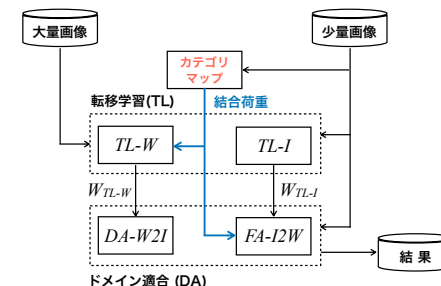 大量画像
少量画像
カテゴリ
マップ
転移学習(TL)
結合荷重
TL-W
TL-I
WTL-W
WTL-I
DA-W2I
FA-I2W
結 果
ドメイン適合 (DA)